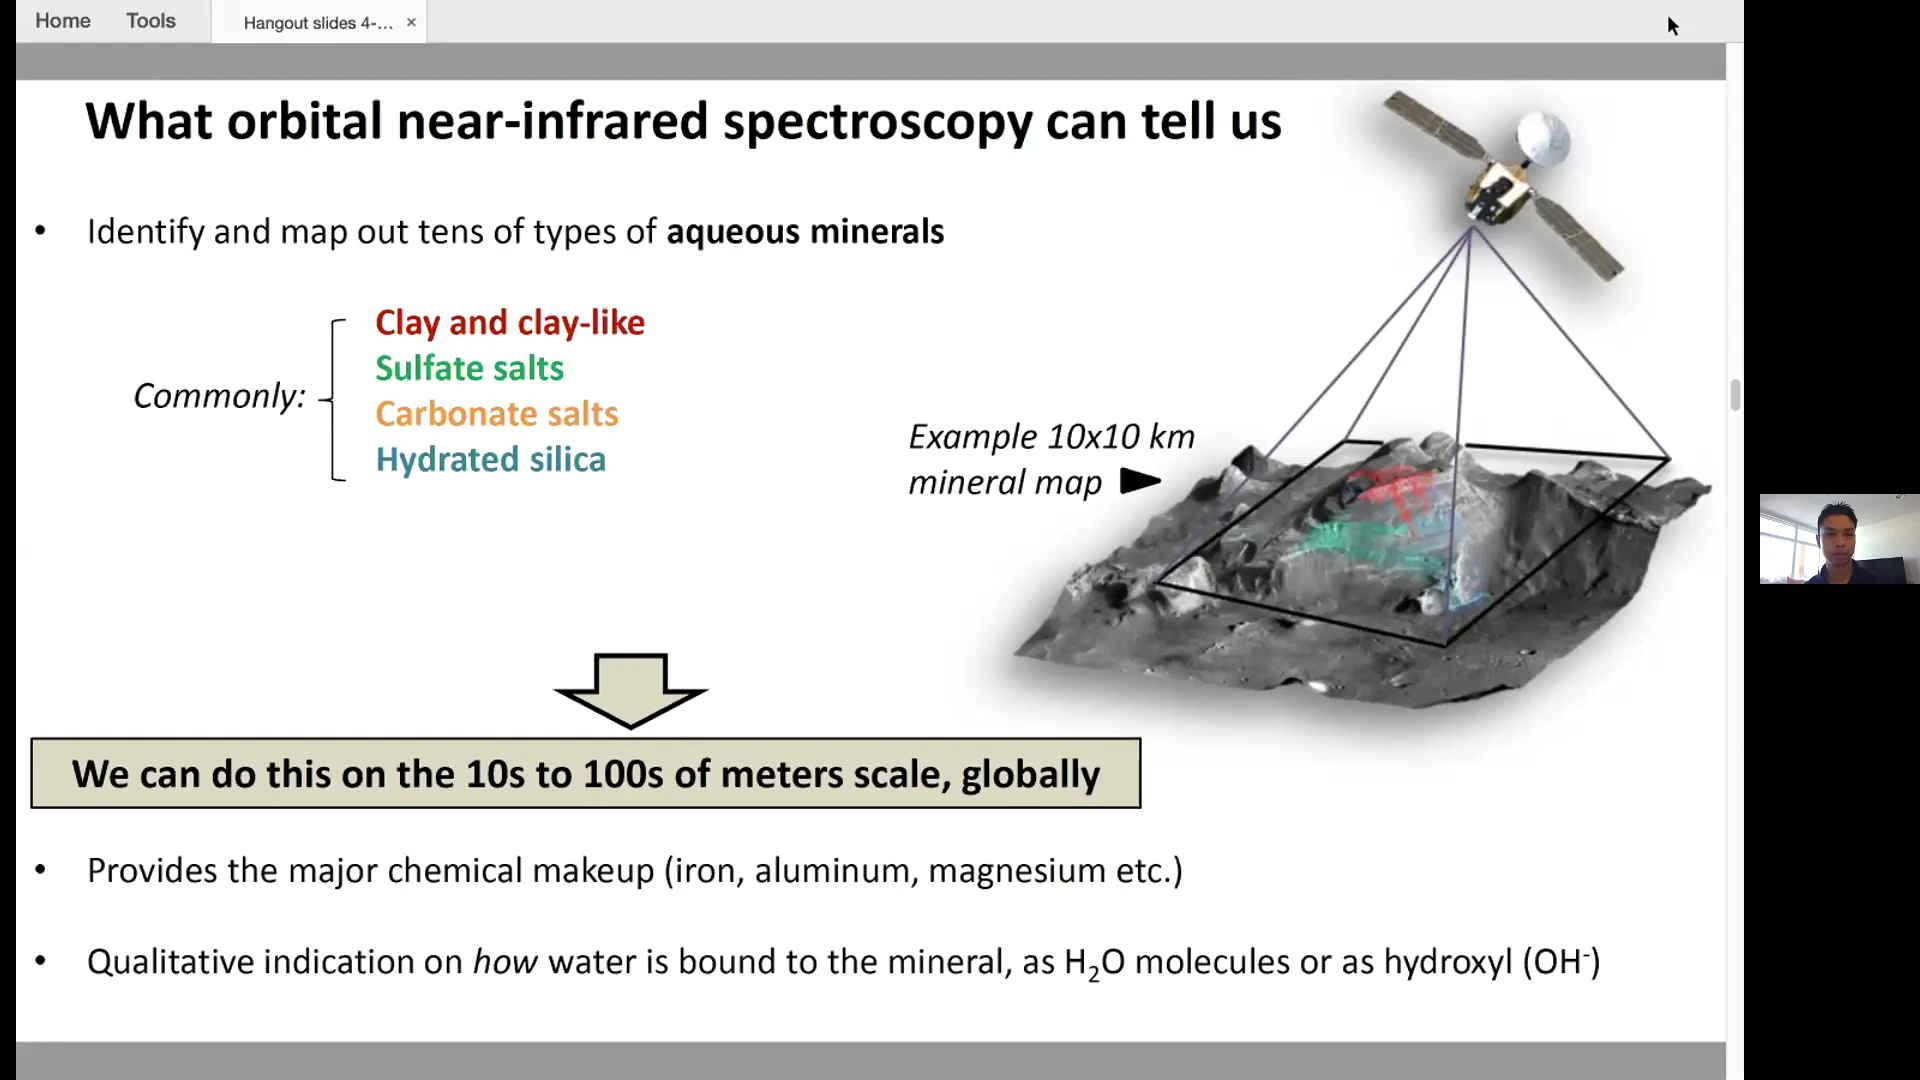 Home Tools Hangout slides 4-... ×
What orbital near-infrared spectroscopy can tell us
• Identify and map out tens of types of aqueous minerals
Commonly:
Clay and clay-like
Sulfate salts
Carbonate salts
Hydrated silica
Example 10x10 km
mineral map
We can do this on the 10s to 100s of meters scale, globally
• Provides the major chemical makeup (iron, aluminum, magnesium etc.)
• Qualitative indication on how water is bound to the mineral, as H₂O molecules or as hydroxyl (OH⁻)